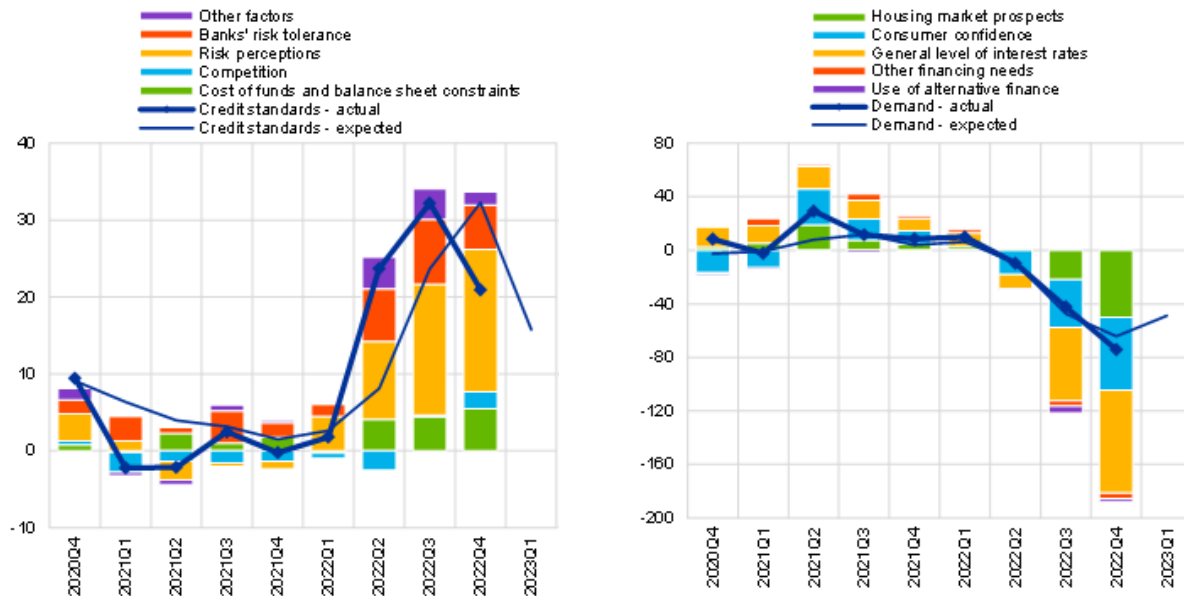 Other factors
Banks' risk tolerance
Risk perceptions
Competition
Cost of funds and balance sheet constraints
Credit standards - actual
Credit standards - expected
40
30
20
10
0
-10
2020Q4
2021Q1
2021Q2
2021Q3
2021Q4
2022Q1
2022Q2
2022Q3
2022Q4
2023Q1
Housing market prospects
Consumer confidence
General level of interest rates
Other financing needs
Use of alternative finance
Demand - actual
Demand - expected
80
40
0
-40
-80
-120
-160
-200
2020Q4
2021Q1
2021Q2
2021Q3
2021Q4
2022Q1
2022Q2
2022Q3
2022Q4
2023Q1